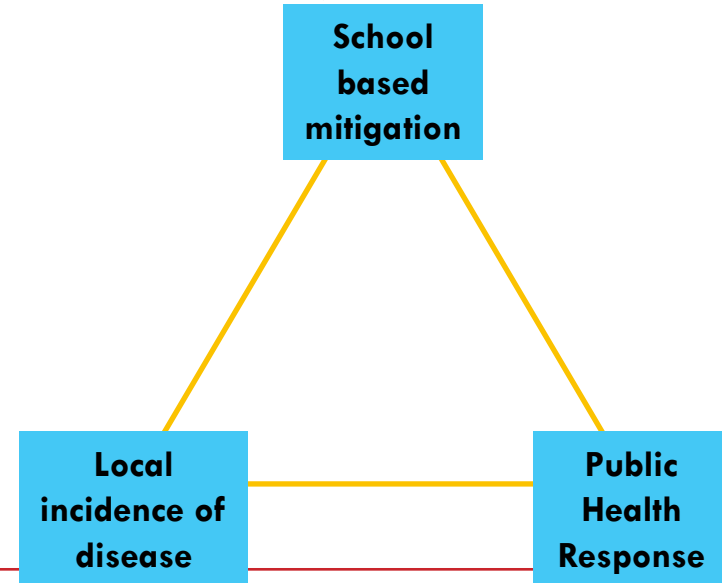 School
based
mitigation
Local
incidence of
disease
Public
Health
Response